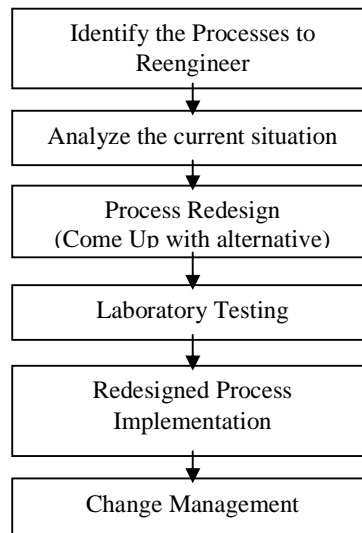 Identify the Processes to
Reengineer
Analyze the current situation
Process Redesign
(Come Up with alternative)
Laboratory Testing
Redesigned Process
Implementation
Change Management